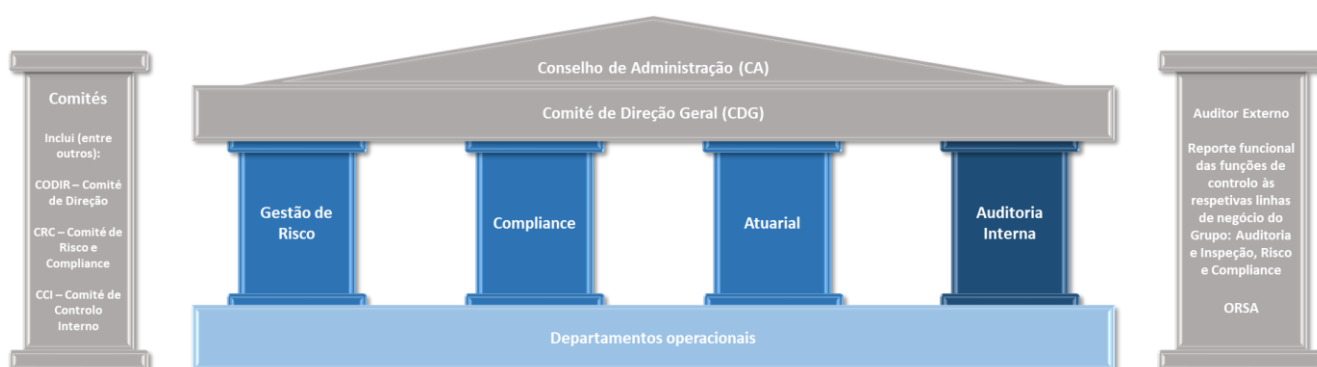 Comités
Inclui (entre
outros):
CODIR – Comité
de Direção
CRC – Comité de
Risco e
Compliance
CCI – Comité de
Controlo
Interno
Conselho de Administração (CA)
Comité de Direção Geral (CDG)
Gestão de
Risco
Compliance
Atuarial
Auditoria
Interna
Departamentos operacionais
Auditor Externo
Reporte funcional
das funções de
controlo às
respetivas linhas
de negócio do
Grupo: Auditoria
e Inspeção, Risco
e Compliance
ORSA